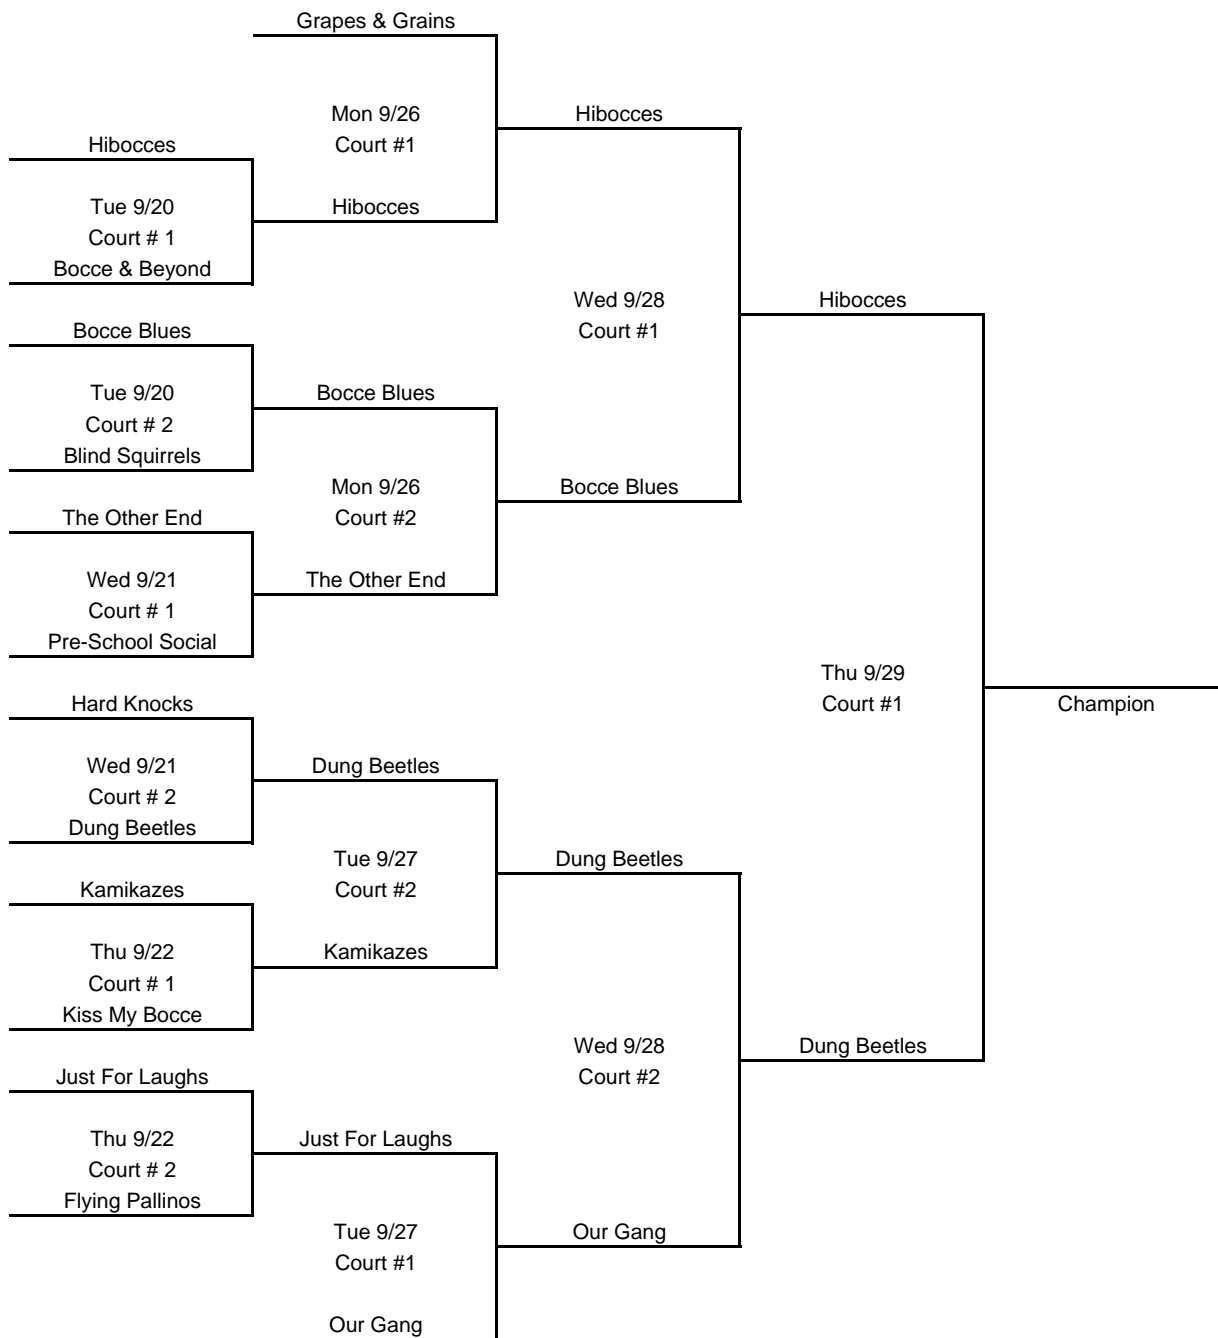 Grapes & Grains
Mon 9/26
Hibocces
Court #1
Hibocces
Tue 9/20
Hibocces
Court # 1
Bocce & Beyond
Wed 9/28
Hibocces
Bocce Blues
Court #1
Tue 9/20
Bocce Blues
Court # 2
Blind Squirrels
Mon 9/26
Bocce Blues
The Other End
Court #2
Wed 9/21
The Other End
Court # 1
Pre-School Social
Thu 9/29
Hard Knocks
Court #1
Champion
Wed 9/21
Dung Beetles
Court # 2
Dung Beetles
Tue 9/27
Dung Beetles
Kamikazes
Court #2
Thu 9/22
Kamikazes
Court # 1
Kiss My Bocce
Wed 9/28
Dung Beetles
Just For Laughs
Court #2
Thu 9/22
Just For Laughs
Court # 2
Flying Pallinos
Tue 9/27
Our Gang
Court #1
Our Gang